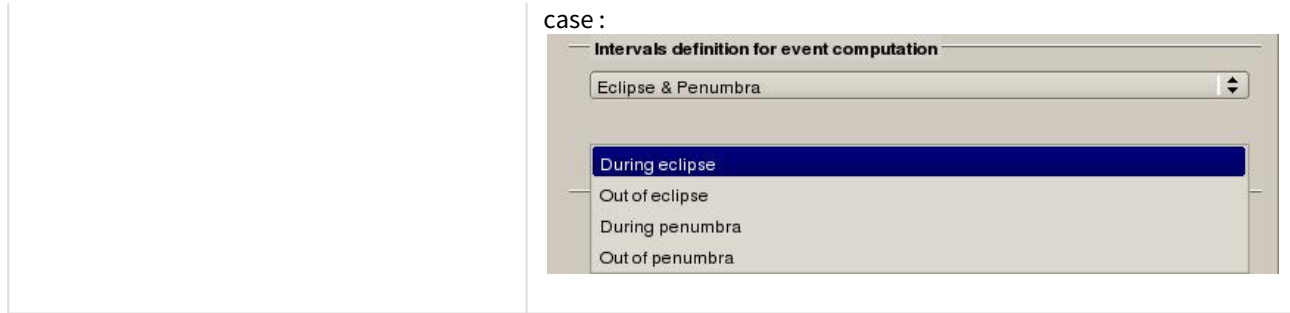 case :
Intervals definition for event computation
Eclipse & Penumbra
During eclipse
Out of eclipse
During penumbra
Out of penumbra